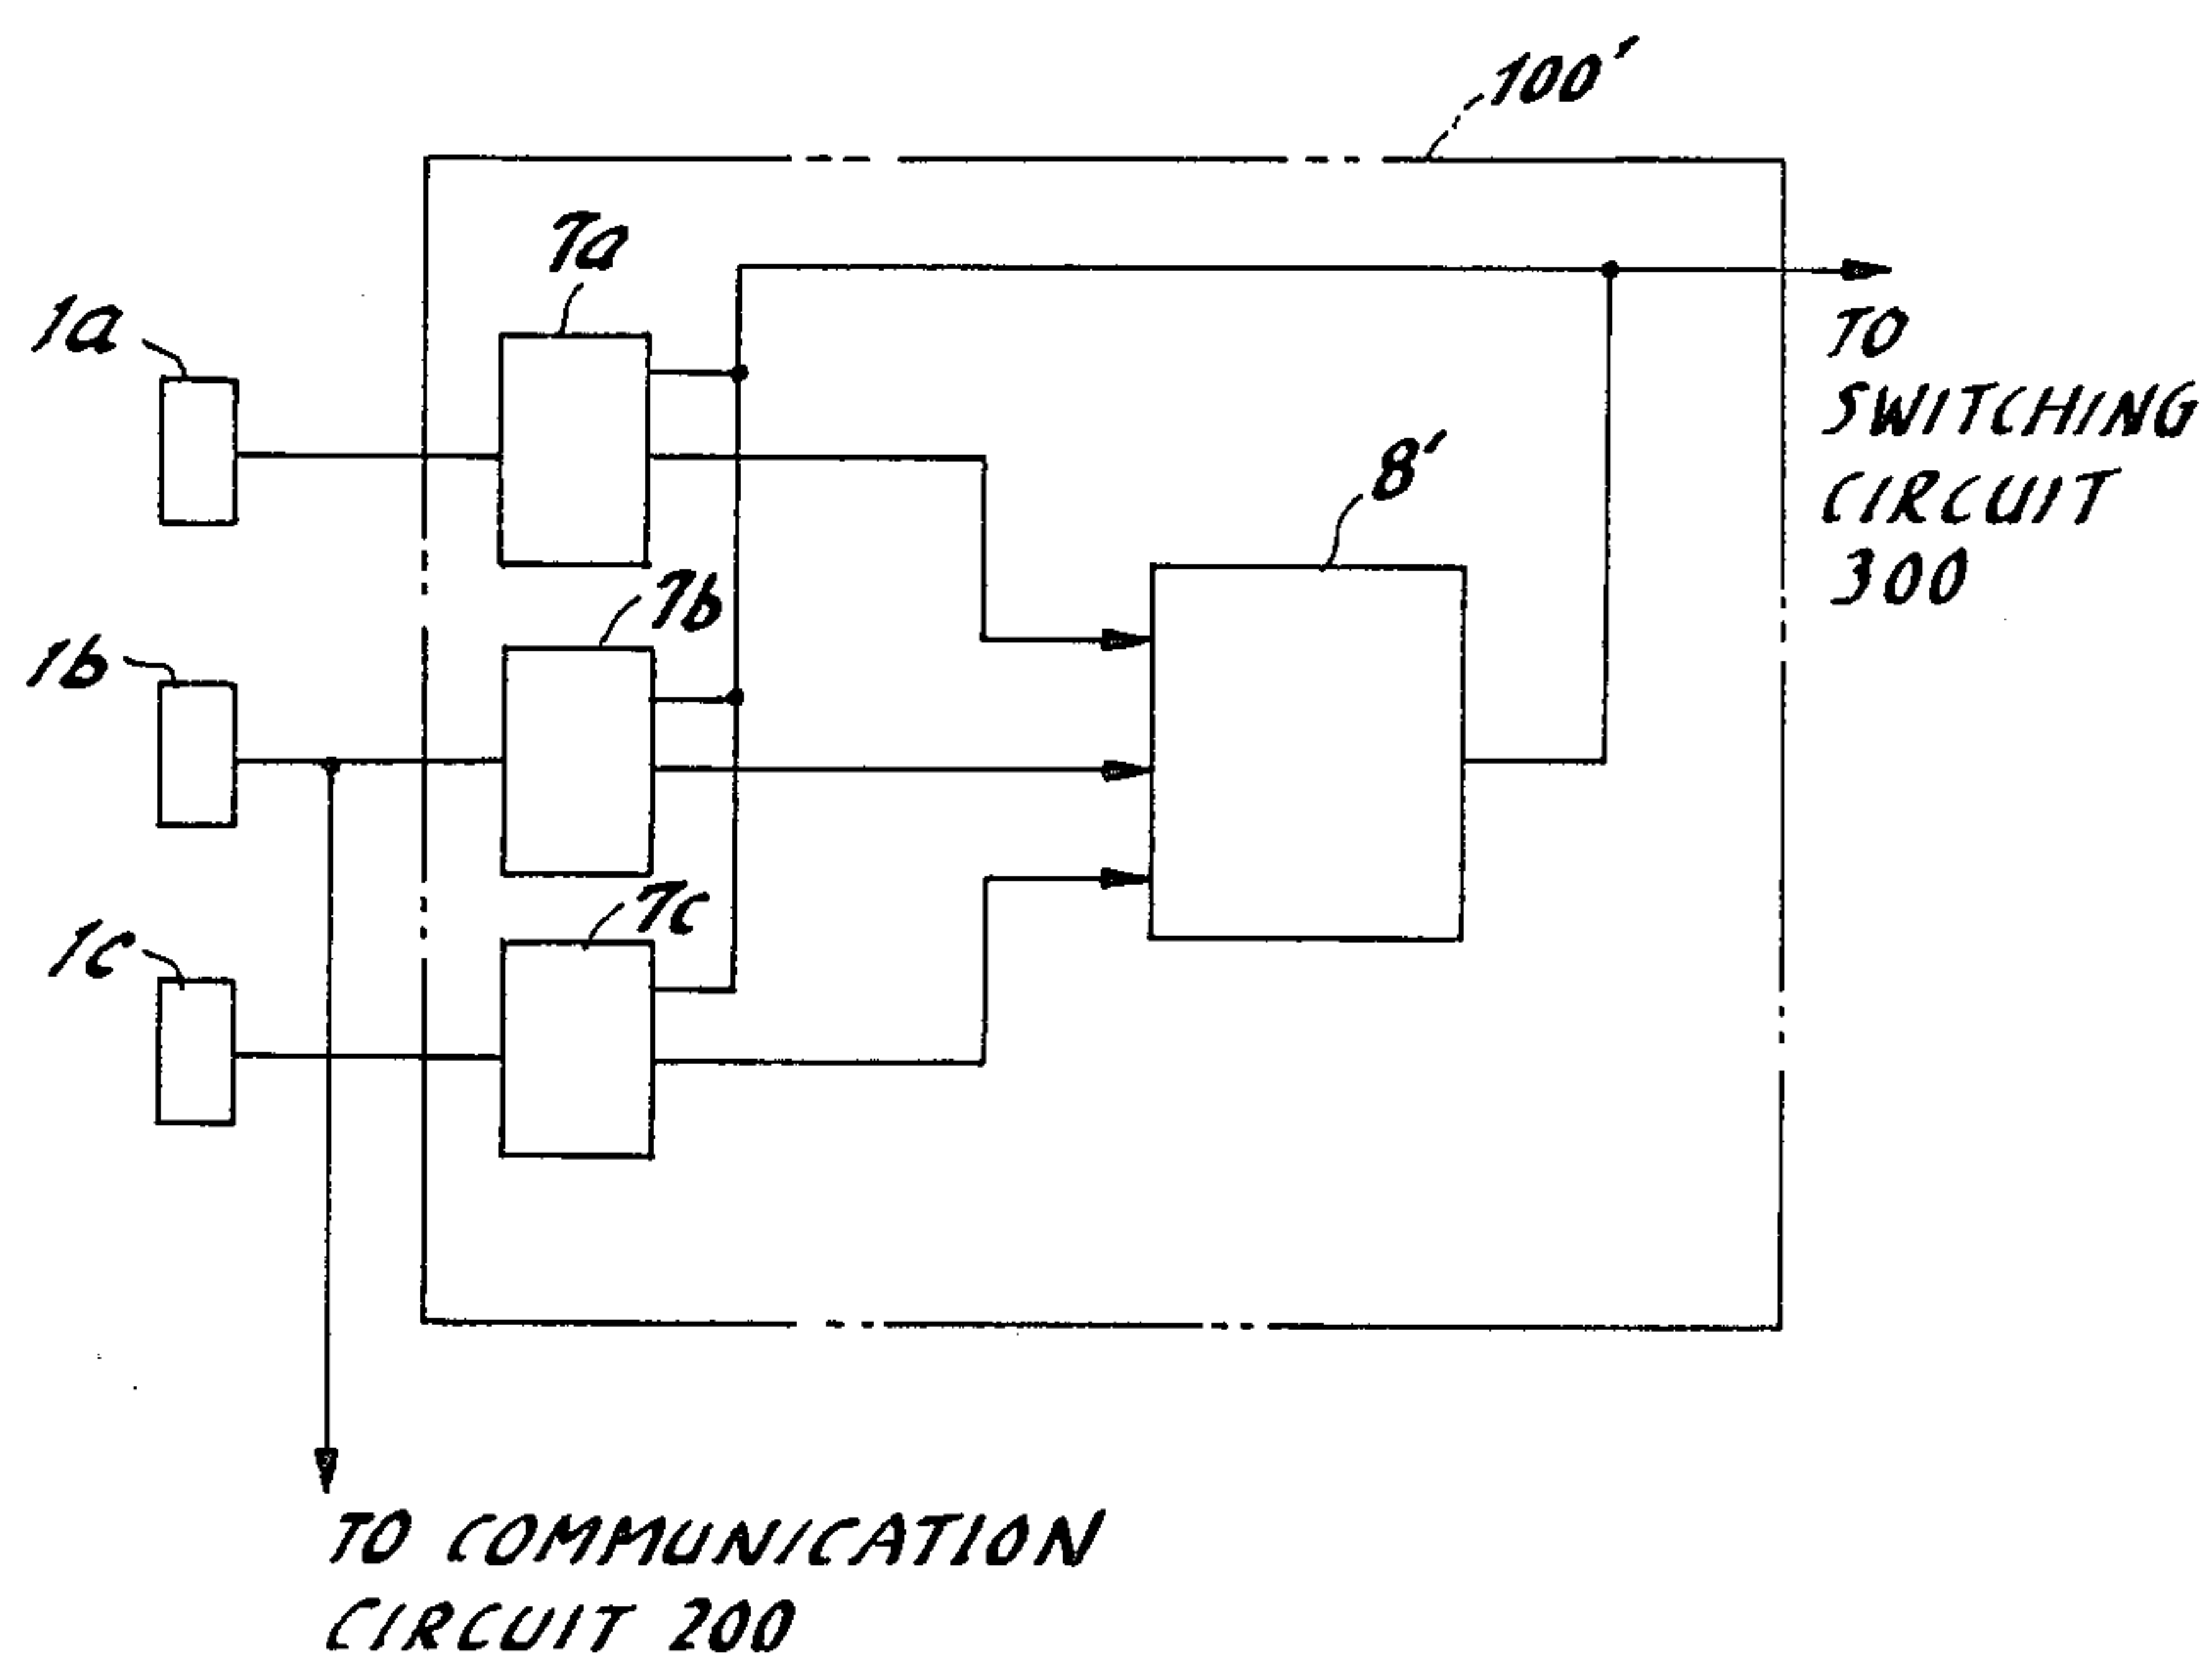 100'
7a
1a
TO
SWITCHING
CIRCUIT
300
8'
7b
1b
7c
1c
TO COMMUNICATION
CIRCUIT 200